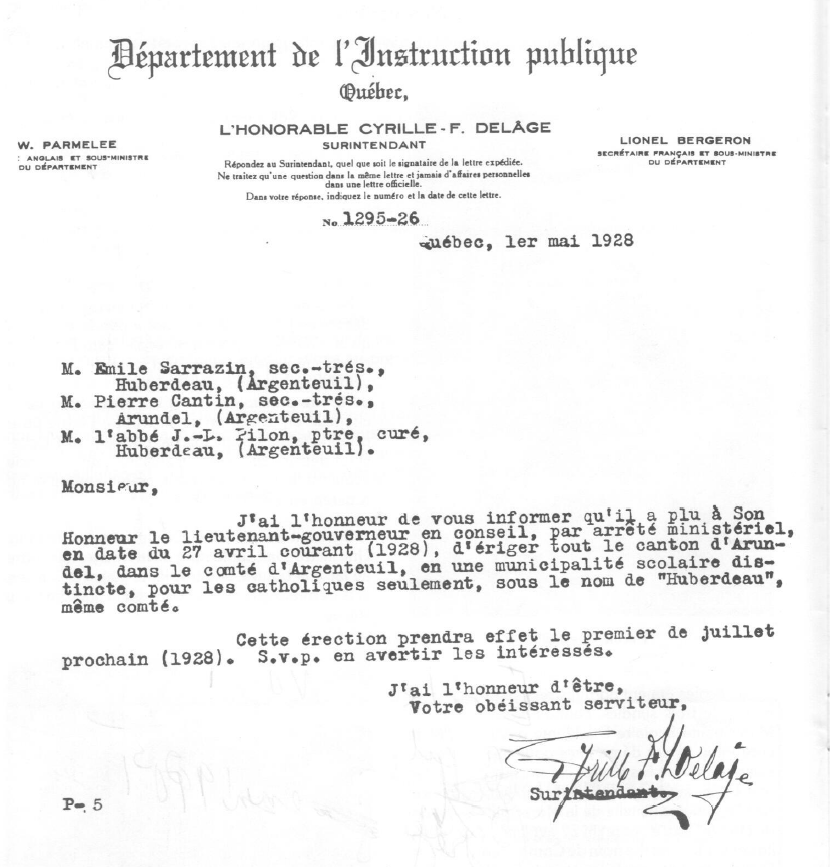 Département de l'Instruction publique
Québec,
L'HONORABLE CYRILLE-F. DELÂGE
SURINTENDANT
W. PARMELEE
: ANGLAIS ET SOUS-MINISTRE
DU DÉPARTEMENT
LIONEL BERGERON
SECRÉTAIRE FRANÇAIS ET SOUS-MINISTRE
DU DÉPARTEMENT
Répondez au Surintendant, quel que soit le signataire de la lettre expédiée.
Ne traitez qu'une question dans la même lettre et jamais d'affaires personnelles
dans une lettre officielle.
Dans votre réponse, indiquez le numéro et la date de cette lettre.
No 1295-26
Québec, 1er mai 1928
M. Emile Sarrazin, sec.-trés.,
Huberdeau, (Argenteuil),
M. Pierre Cantin, sec.-trés.,
Arundel, (Argenteuil),
M. l'abbé J.-L. Pilon, ptre, curé,
Huberdeau, (Argenteuil).
Monsieur,
J'ai l'honneur de vous informer qu'il a plu à Son
Honneur le lieutenant-gouverneur en conseil, par arrêté ministériel,
en date du 27 avril courant (1928), d'ériger tout le canton d'Arun-
del, dans le comté d'Argenteuil, en une municipalité scolaire dis-
tincte, pour les catholiques seulement, sous le nom de "Huberdeau",
même comté.
Cette érection prendra effet le premier de juillet
prochain (1928). S.v.p. en avertir les intéressés.
J'ai l'honneur d'être,
Votre obéissant serviteur,
Cyrille F. Delage
Surintendant.
P- 5